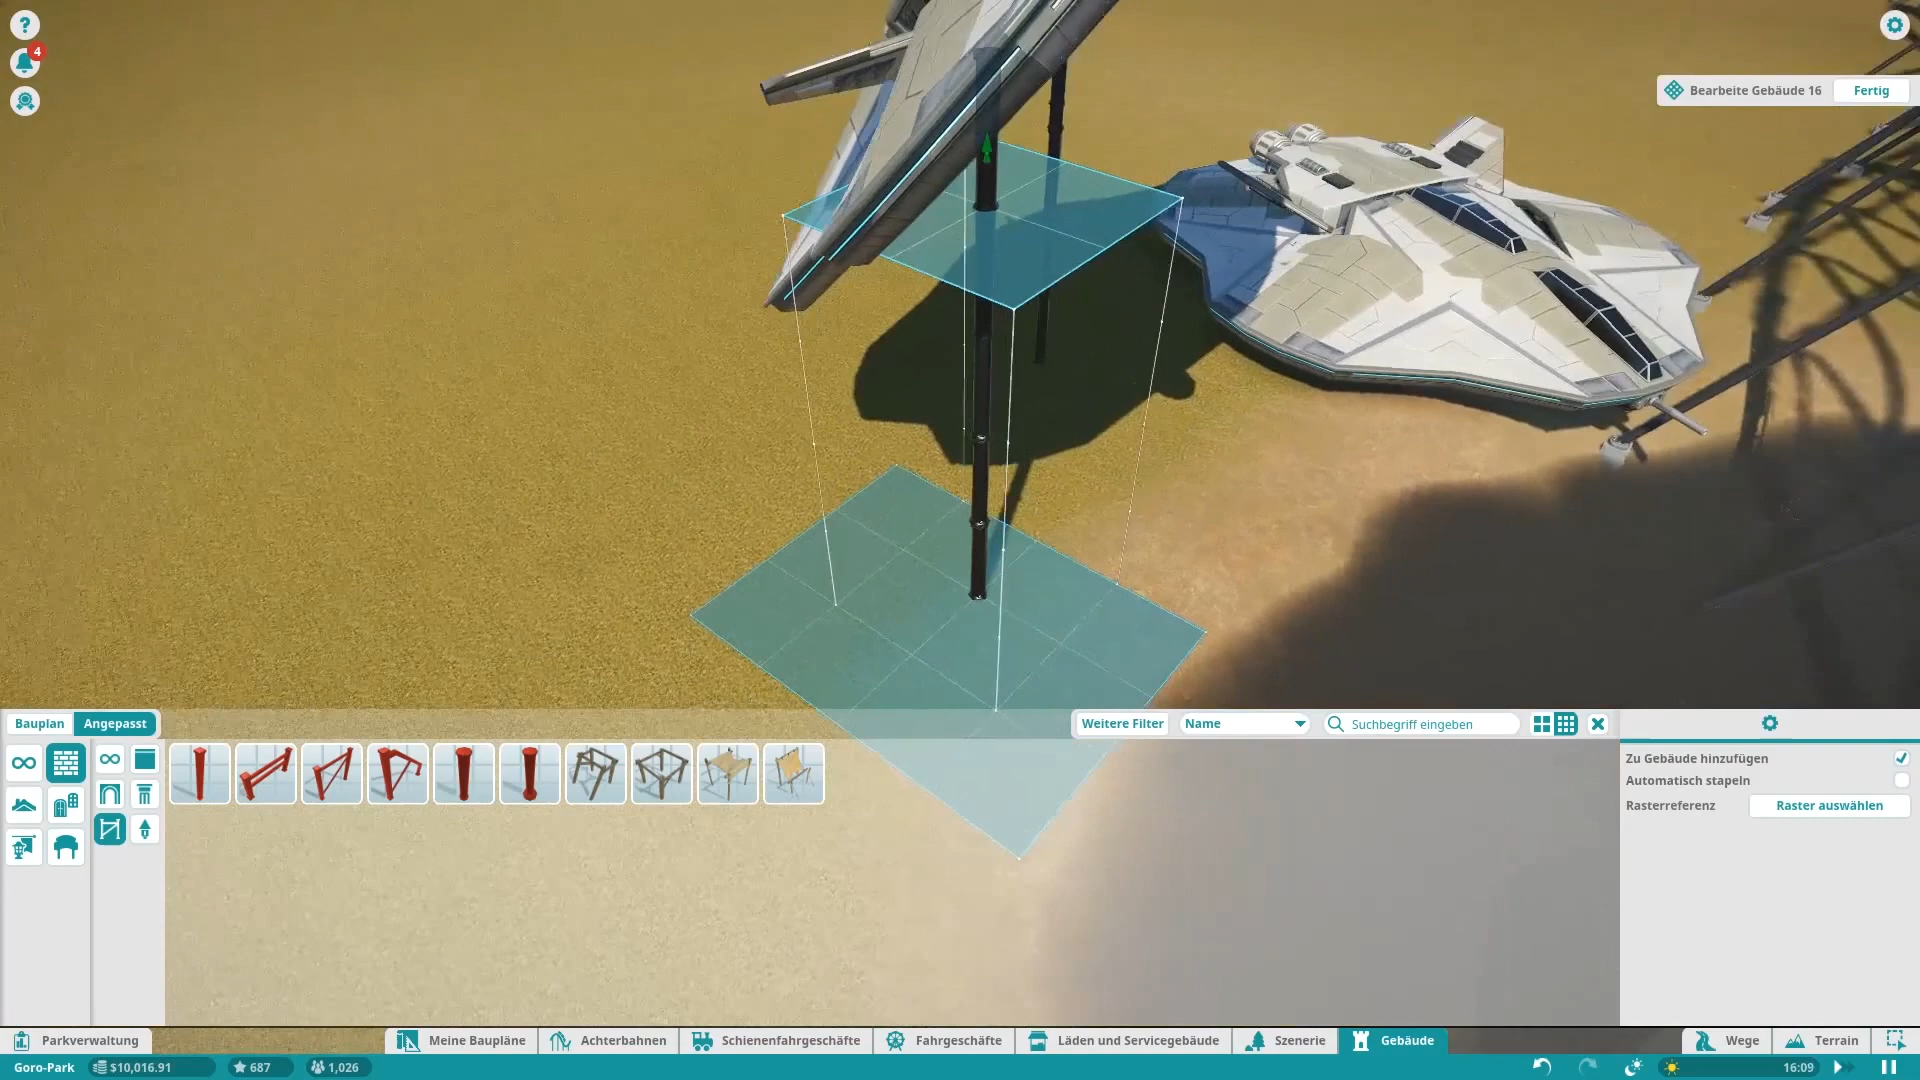 ?
4
Bearbeite Gebäude 16
Fertig
Bauplan
Angepasst
Weitere Filter
Name
Suchbegriff eingeben
Zu Gebäude hinzufügen
Automatisch stapeln
Rasterreferenz
Raster auswählen
Parkverwaltung
Meine Baupläne
Achterbahnen
Schienenfahrgeschäfte
Fahrgeschäfte
Läden und Servicegebäude
Szenerie
Gebäude
Wege
Terrain
Goro-Park
$10,016.91
687
1,026
16:09